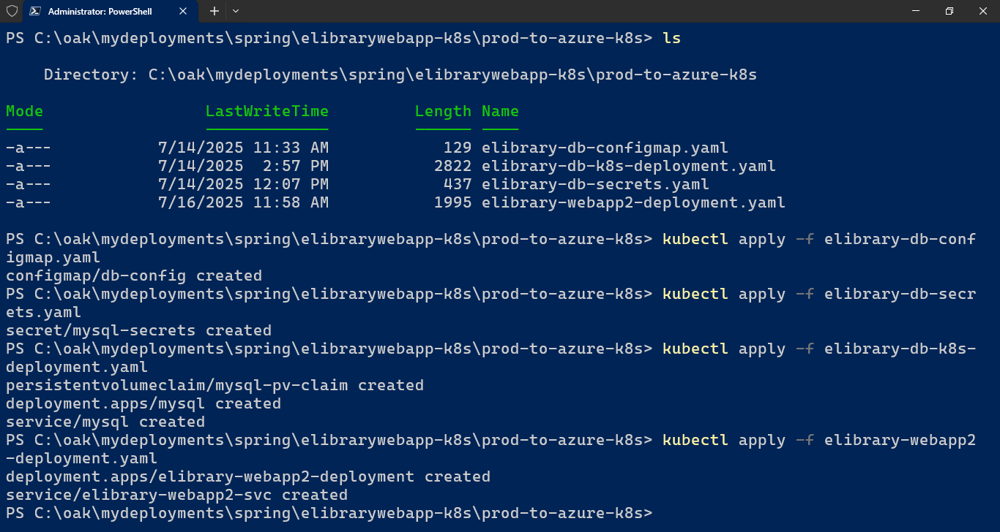 Administrator: PowerShell
PS C:\oak\mydeployments\spring\elibrarywebapp-k8s\prod-to-azure-k8s> ls
Directory: C:\oak\mydeployments\spring\elibrarywebapp-k8s\prod-to-azure-k8s
Mode LastWriteTime Length Name
-a--- 7/14/2025 11:33 AM 129 elibrary-db-configmap.yaml
-a--- 7/14/2025 2:57 PM 2822 elibrary-db-k8s-deployment.yaml
-a--- 7/14/2025 12:07 PM 437 elibrary-db-secrets.yaml
-a--- 7/16/2025 11:58 AM 1995 elibrary-webapp2-deployment.yaml
PS C:\oak\mydeployments\spring\elibrarywebapp-k8s\prod-to-azure-k8s> kubectl apply -f elibrary-db-conf
igmap.yaml
configmap/db-config created
PS C:\oak\mydeployments\spring\elibrarywebapp-k8s\prod-to-azure-k8s> kubectl apply -f elibrary-db-secr
ets.yaml
secret/mysql-secrets created
PS C:\oak\mydeployments\spring\elibrarywebapp-k8s\prod-to-azure-k8s> kubectl apply -f elibrary-db-k8s-
deployment.yaml
persistentvolumeclaim/mysql-pv-claim created
deployment.apps/mysql created
service/mysql created
PS C:\oak\mydeployments\spring\elibrarywebapp-k8s\prod-to-azure-k8s> kubectl apply -f elibrary-webapp2
-deployment.yaml
deployment.apps/elibrary-webapp2-deployment created
service/elibrary-webapp2-svc created
PS C:\oak\mydeployments\spring\elibrarywebapp-k8s\prod-to-azure-k8s>